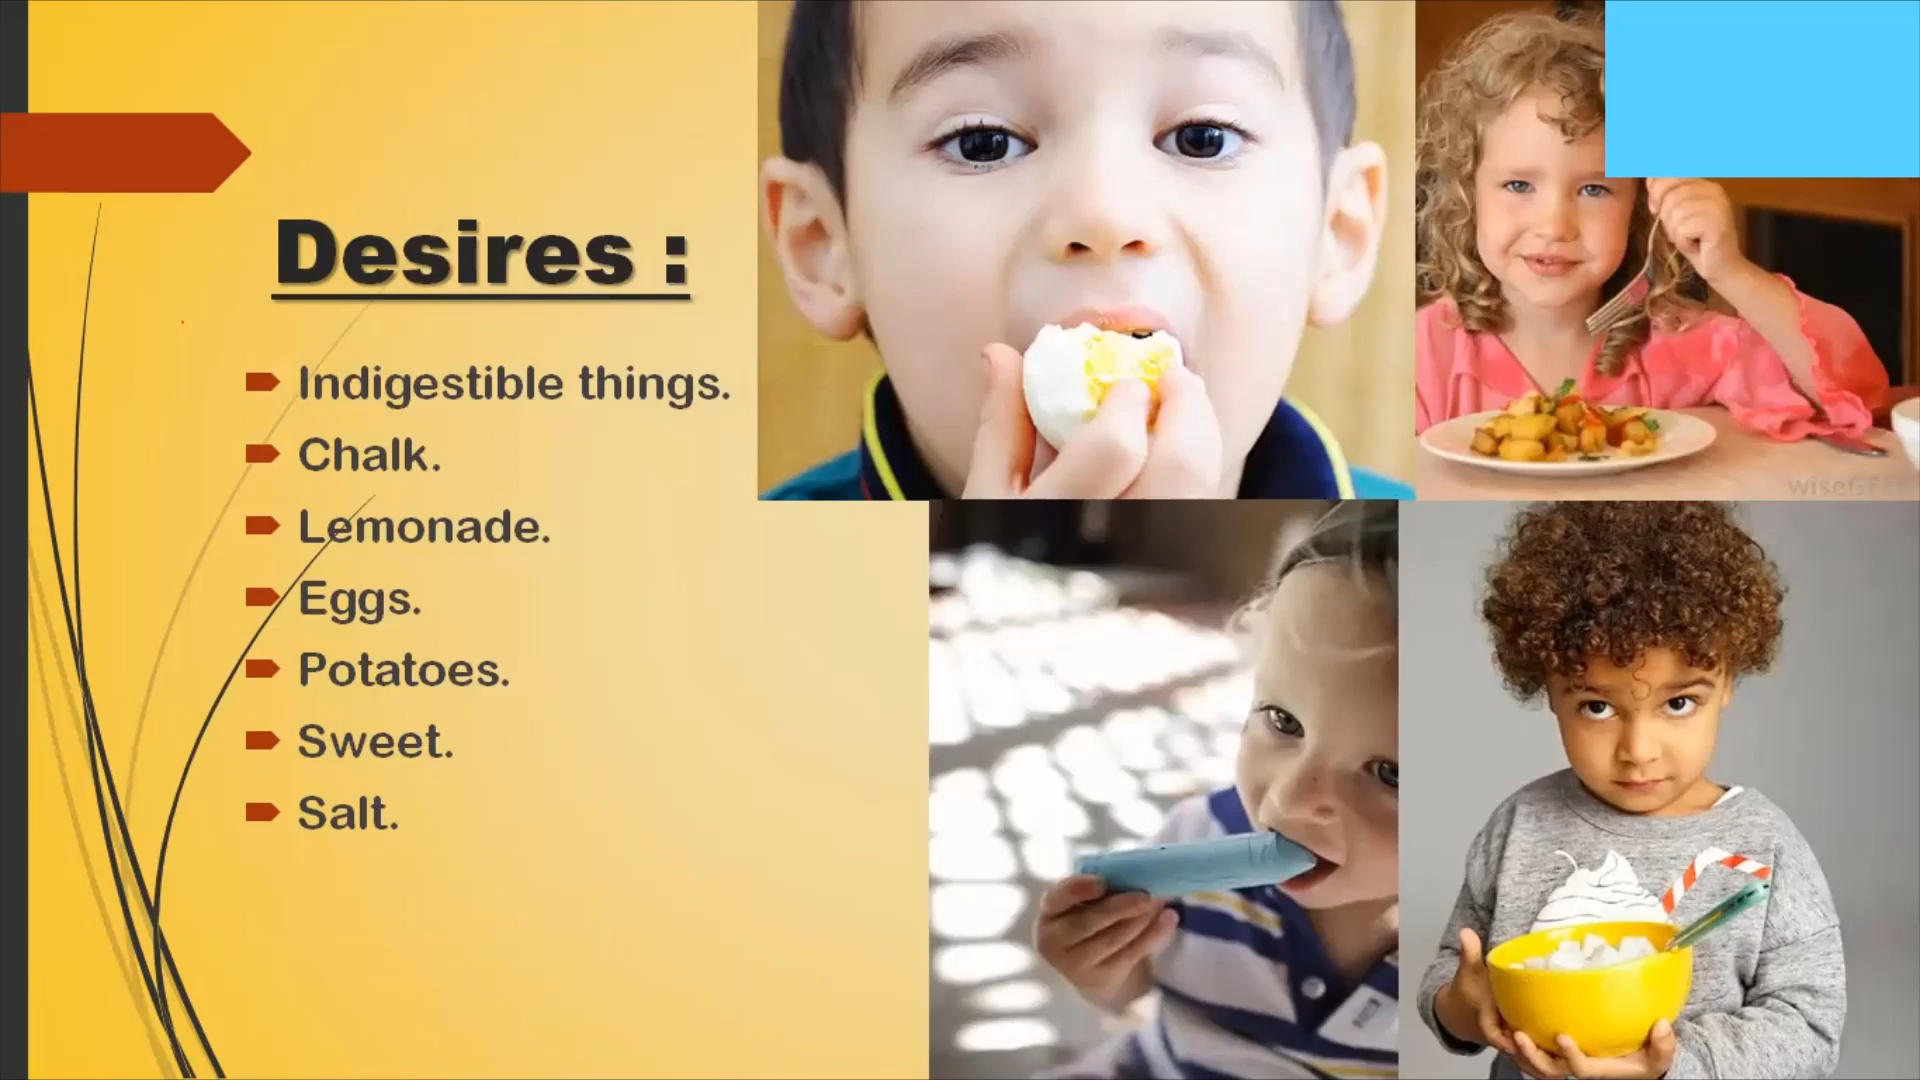 Desires :
Indigestible things.
Chalk.
Lemonade.
Eggs.
Potatoes.
Sweet.
Salt.